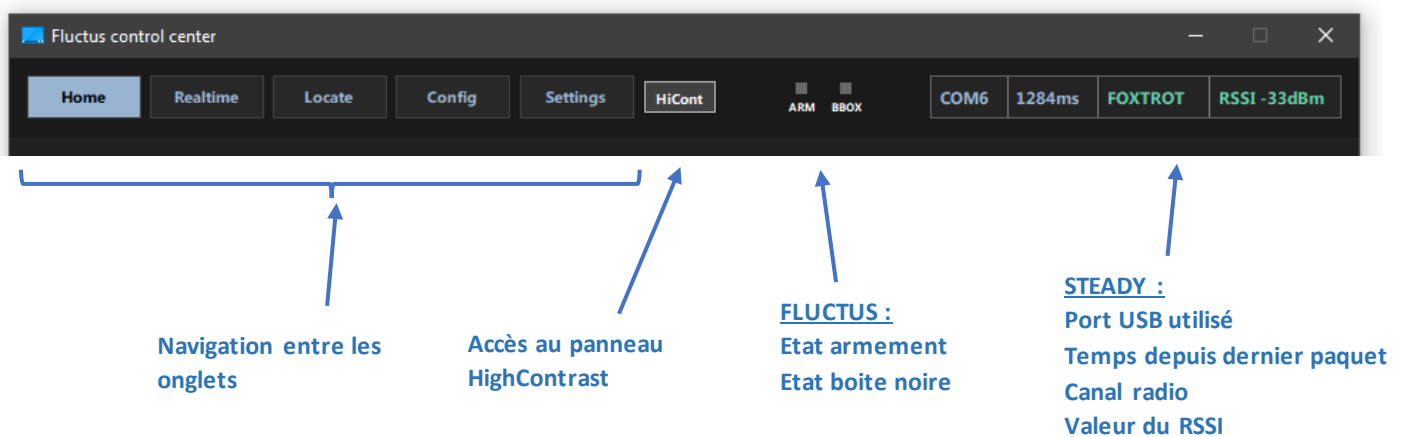 Fluctus control center
Home Realtime Locate Config Settings HiCont ARM BBOX COM6 1284ms FOXTROT RSSI -33dBm
Navigation entre les
onglets
Accès au panneau
HighContrast
FLUCTUS :
Etat armement
Etat boite noire
STEADY :
Port USB utilisé
Temps depuis dernier paquet
Canal radio
Valeur du RSSI